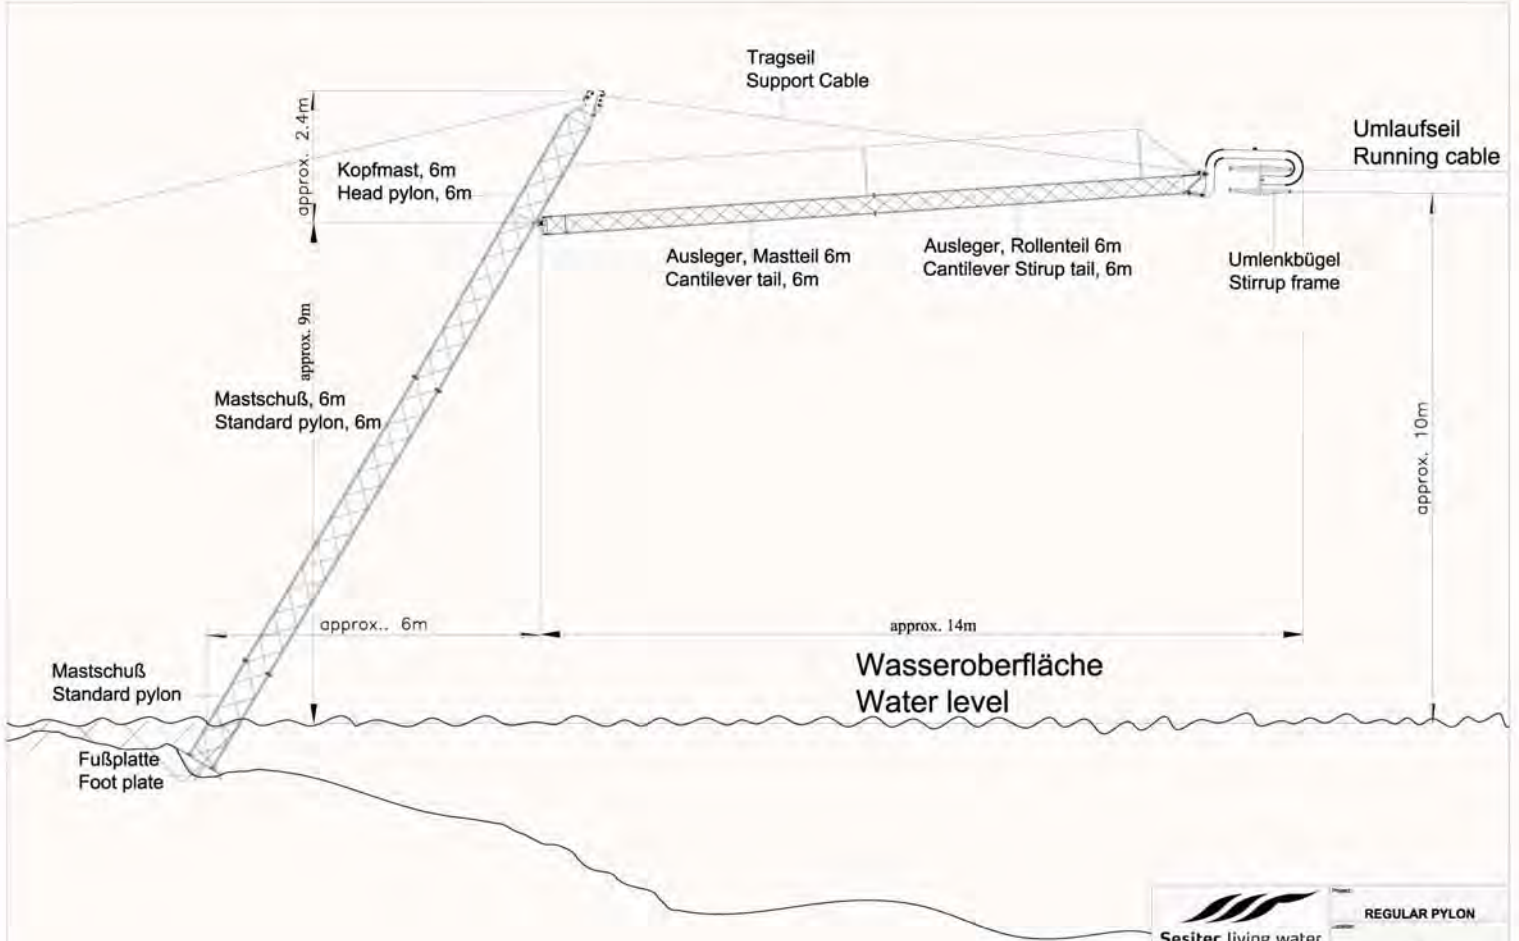 Tragseil
Support Cable
approx. 2.4m
Umlaufseil
Running cable
Kopfmast, 6m
Head pylon, 6m
Ausleger, Mastteil 6m
Cantilever tail, 6m
Ausleger, Rollenteil 6m
Cantilever Stirup tail, 6m
Umlenkbügel
Stirrup frame
approx. 9m
Mastschuß, 6m
Standard pylon, 6m
approx. 10m
approx.. 6m
approx. 14m
Wasseroberfläche
Water level
Mastschuß
Standard pylon
Fußplatte
Foot plate
REGULAR PYLON
Sesitec living water